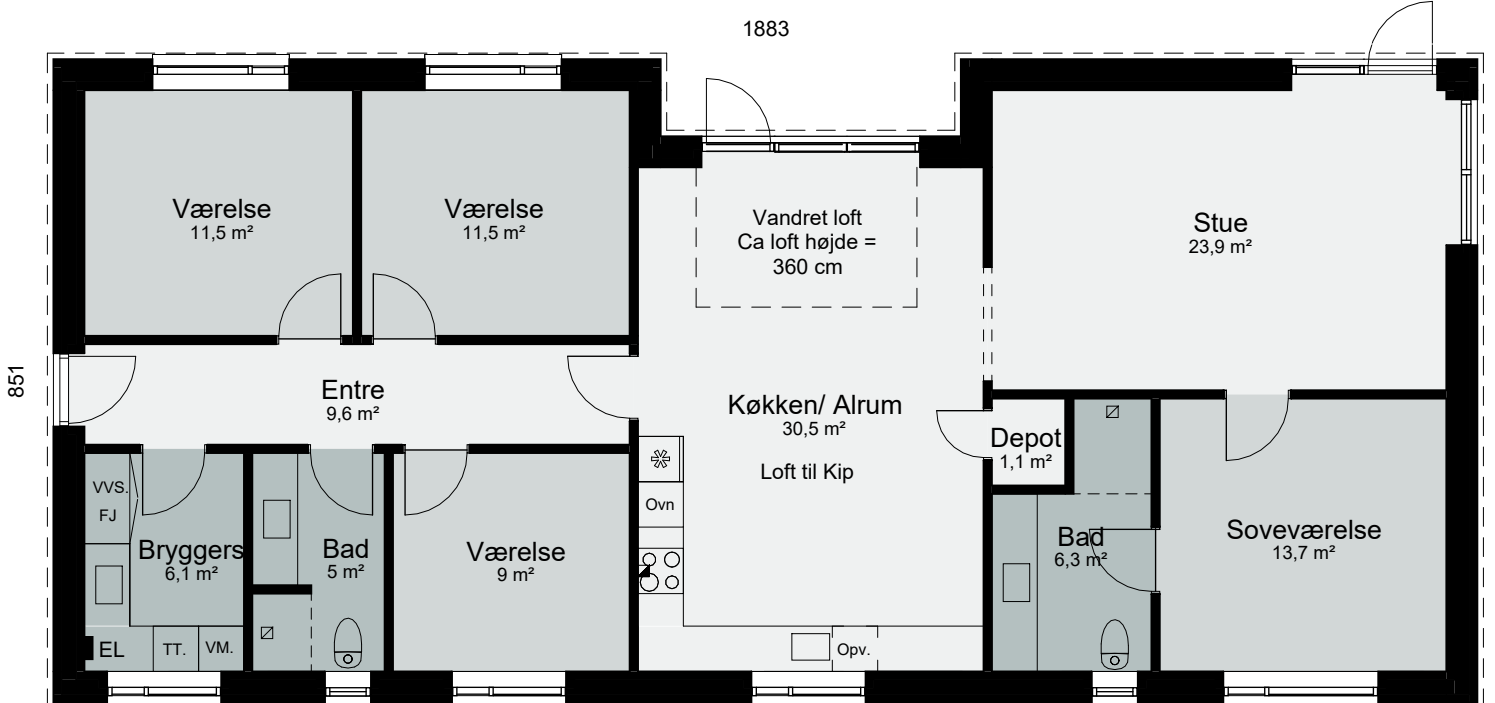 1883
851
Værelse
11,5 m²
Værelse
11,5 m²
Vandret loft
Ca loft højde =
360 cm
Stue
23,9 m²
Entre
9,6 m²
Køkken/ Alrum
30,5 m²
Loft til Kip
Depot
1,1 m²
VVS.
FJ
Bryggers
6,1 m²
EL
TT.
VM.
Bad
5 m²
Værelse
9 m²
Ovn
Opv.
Bad
6,3 m²
Soveværelse
13,7 m²